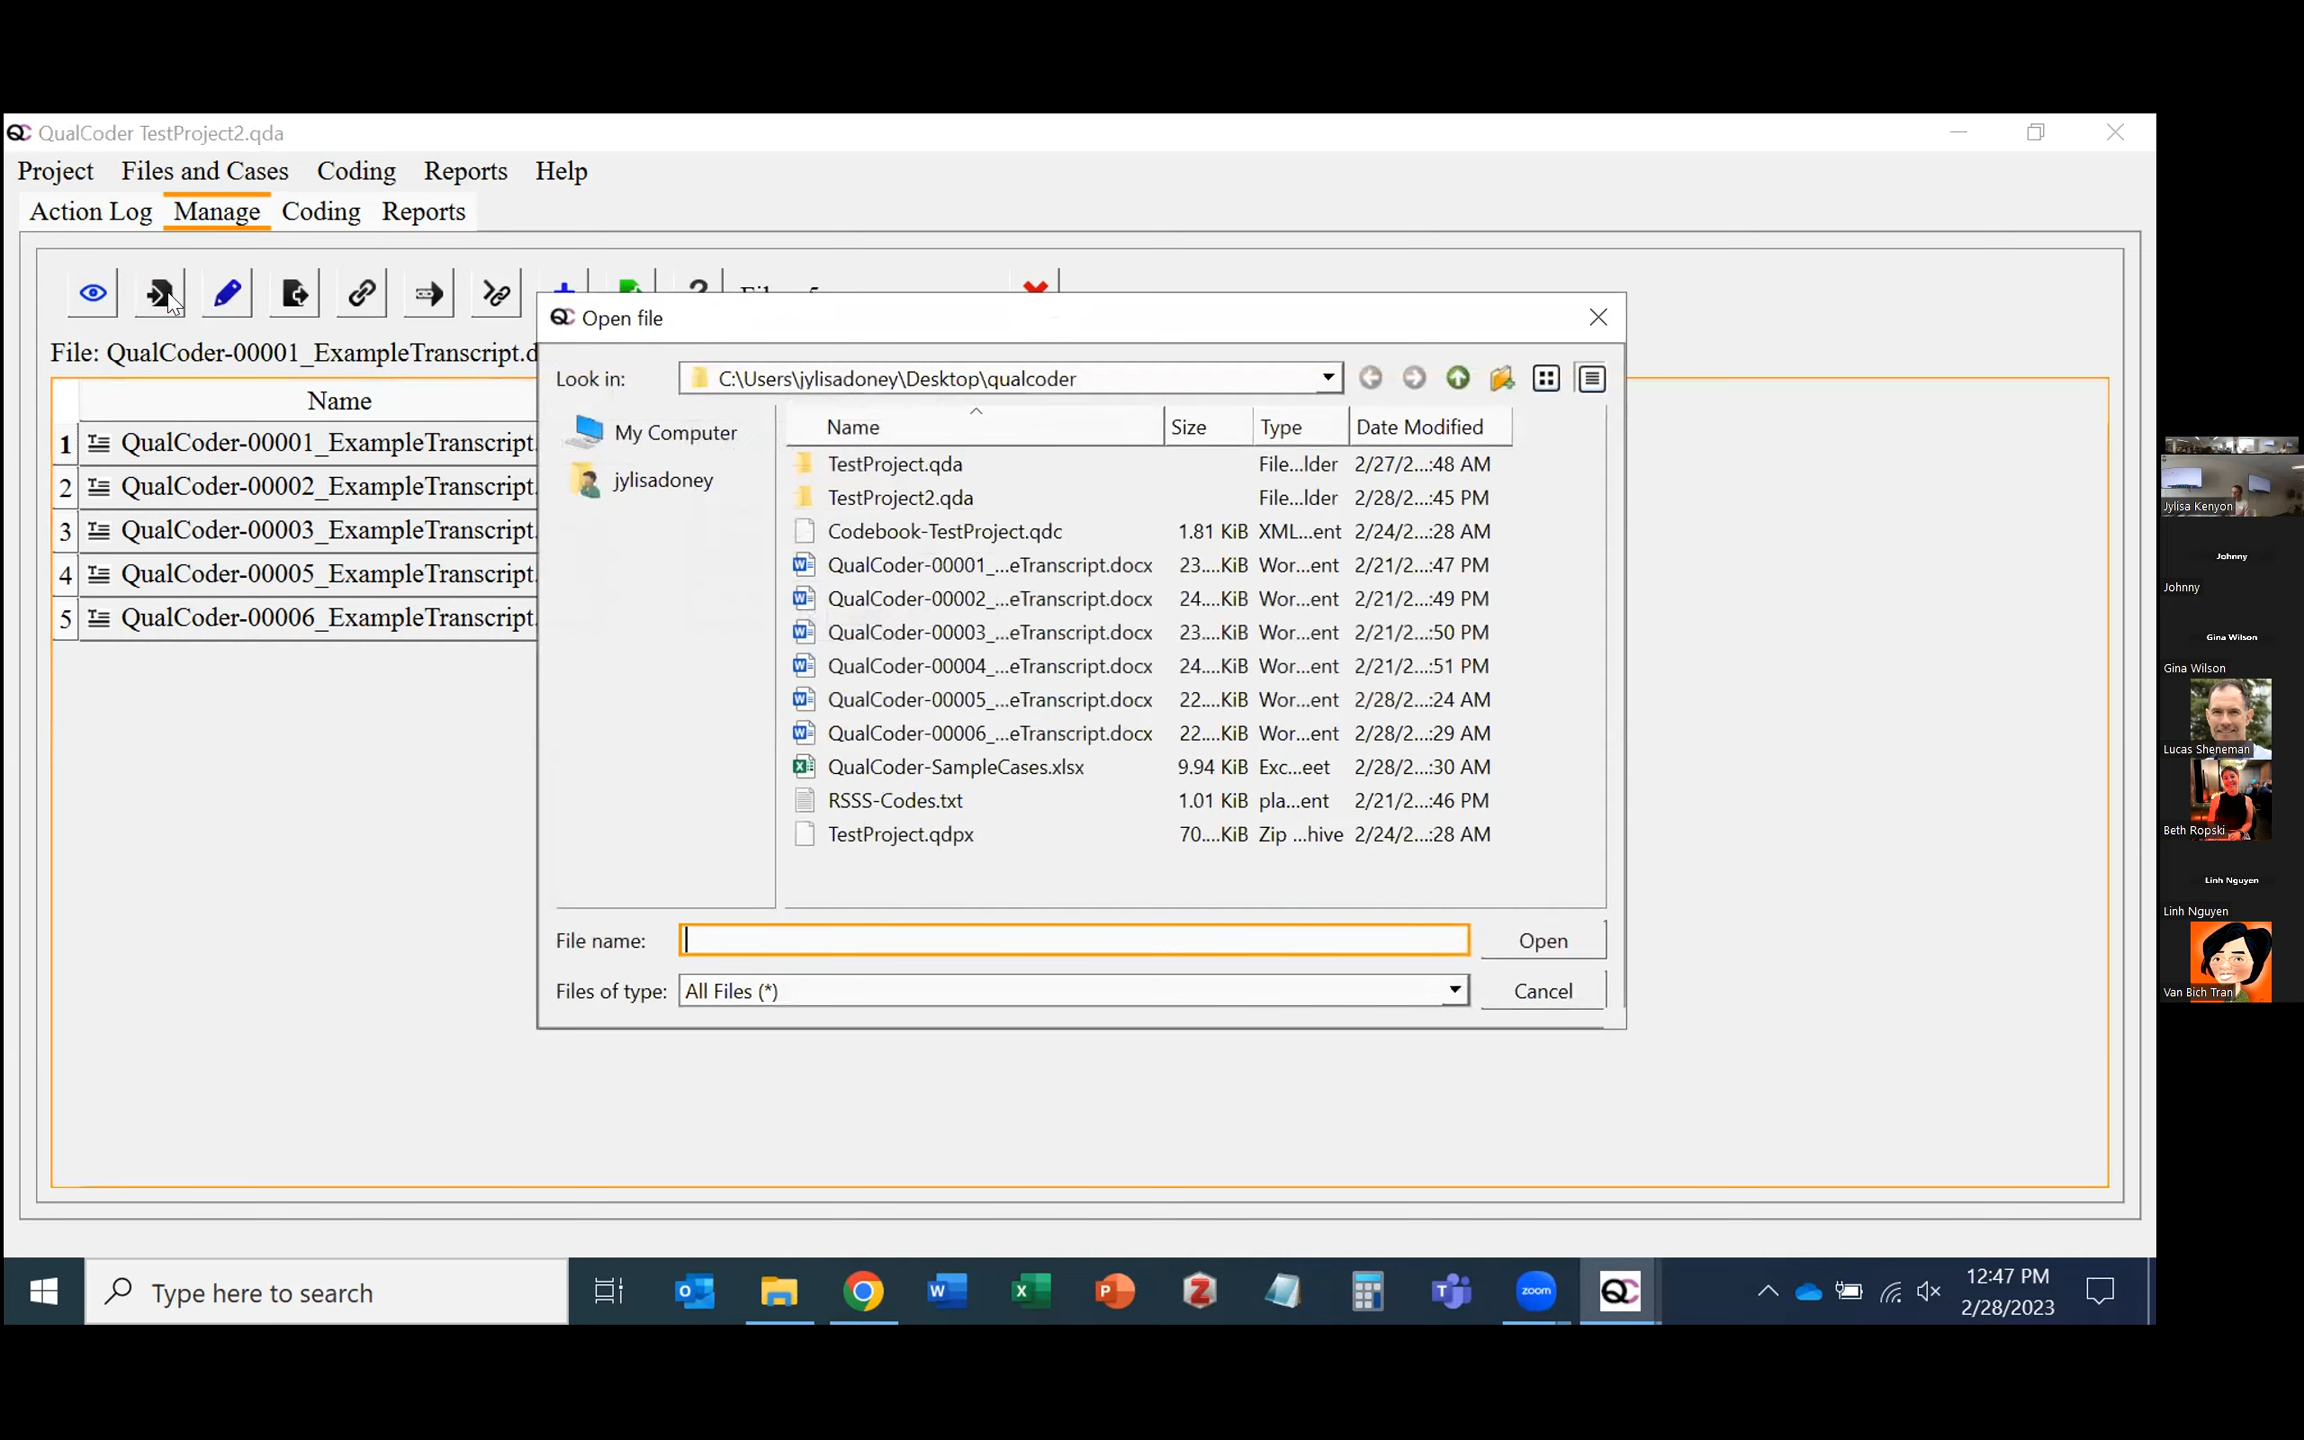 QualCoder TestProject2.qda
Project Files and Cases Coding Reports Help
Action Log Manage Coding Reports
File: QualCoder-00001_ExampleTranscript.d
Name
1 QualCoder-00001_ExampleTranscript.
2 QualCoder-00002_ExampleTranscript.
3 QualCoder-00003_ExampleTranscript.
4 QualCoder-00005_ExampleTranscript.
5 QualCoder-00006_ExampleTranscript.
Open file
Look in: C:\Users\jylisadoney\Desktop\qualcoder
My Computer
jylisadoney
Name Size Type Date Modified
TestProject.qda File...lder 2/27/2...:48 AM
TestProject2.qda File...lder 2/28/2...:45 PM
Codebook-TestProject.qdc 1.81 KiB XML...ent 2/24/2...:28 AM
QualCoder-00001_...eTranscript.docx 23....KiB Wor...ent 2/21/2...:47 PM
QualCoder-00002_...eTranscript.docx 24....KiB Wor...ent 2/21/2...:49 PM
QualCoder-00003_...eTranscript.docx 23....KiB Wor...ent 2/21/2...:50 PM
QualCoder-00004_...eTranscript.docx 24....KiB Wor...ent 2/21/2...:51 PM
QualCoder-00005_...eTranscript.docx 22....KiB Wor...ent 2/28/2...:24 AM
QualCoder-00006_...eTranscript.docx 22....KiB Wor...ent 2/28/2...:29 AM
QualCoder-SampleCases.xlsx 9.94 KiB Exc...eet 2/28/2...:30 AM
RSSS-Codes.txt 1.01 KiB pla...ent 2/21/2...:46 PM
TestProject.qdpx 70....KiB Zip ...hive 2/24/2...:28 AM
File name: Open
Files of type: All Files (*) Cancel
Type here to search
zoom
12:47 PM
2/28/2023
Jylisa Kenyon
Johnny
Johnny
Gina Wilson
Gina Wilson
Lucas Sheneman
Beth Ropski
Linh Nguyen
Linh Nguyen
Van Bich Tran